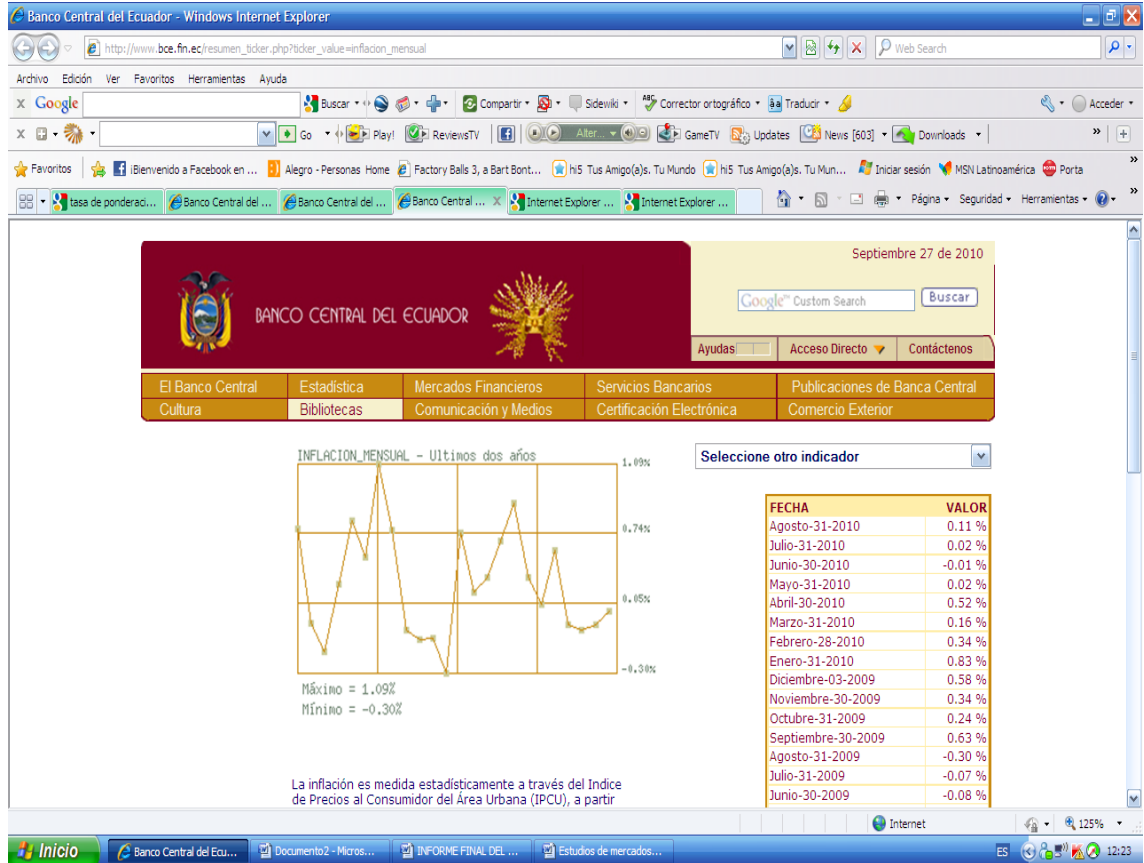 Banco Central del Ecuador - Windows Internet Explorer
http://www.bce.fin.ec/resumen_ticker.php?ticker_value=inflacion_mensual
Web Search
Archivo Edición Ver Favoritos Herramientas Ayuda
x Google Buscar Compartir Sidewiki Corrector ortográfico Traducir Acceder
x Go Play! ReviewsTV Alter... GameTV Updates News [603] Downloads »
Favoritos ¡Bienvenido a Facebook en ... Alegro - Personas Home Factory Balls 3, a Bart Bont... hi5 Tus Amigo(a)s. Tu Mundo hi5 Tus Amigo(a)s. Tu Mun... Iniciar sesión MSN Latinoamérica Porta »
tasa de ponderaci... Banco Central del ... Banco Central del ... Banco Central ... X Internet Explorer ... Internet Explorer ... Página Seguridad Herramientas »
Septiembre 27 de 2010
BANCO CENTRAL DEL ECUADOR
Google™ Custom Search Buscar
Ayudas Acceso Directo Contáctenos
El Banco Central Estadística Mercados Financieros Servicios Bancarios Publicaciones de Banca Central
Cultura Bibliotecas Comunicación y Medios Certificación Electrónica Comercio Exterior
INFLACION_MENSUAL - Ultimos dos años
1.09%
0.74%
0.05%
-0.30%
Máximo = 1.09%
Mínimo = -0.30%
La inflación es medida estadísticamente a través del Indice
de Precios al Consumidor del Área Urbana (IPCU), a partir
Seleccione otro indicador
FECHA VALOR
Agosto-31-2010 0.11 %
Julio-31-2010 0.02 %
Junio-30-2010 -0.01 %
Mayo-31-2010 0.02 %
Abril-30-2010 0.52 %
Marzo-31-2010 0.16 %
Febrero-28-2010 0.34 %
Enero-31-2010 0.83 %
Diciembre-03-2009 0.58 %
Noviembre-30-2009 0.34 %
Octubre-31-2009 0.24 %
Septiembre-30-2009 0.63 %
Agosto-31-2009 -0.30 %
Julio-31-2009 -0.07 %
Junio-30-2009 -0.08 %
Internet 125%
Inicio Banco Central del Ecu... Documento2 - Micros... INFORME FINAL DEL ... Estudios de mercados... ES 12:23